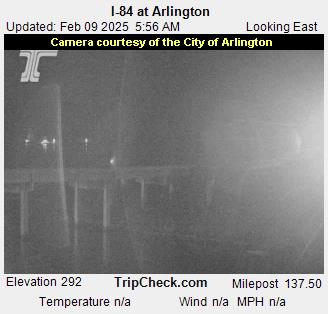 I-84 at Arlington
Updated: Feb 09 2025 5:56 AM Looking East
Camera courtesy of the City of Arlington
Elevation 292 TripCheck.com Milepost 137.50
Temperature n/a Wind n/a MPH n/a